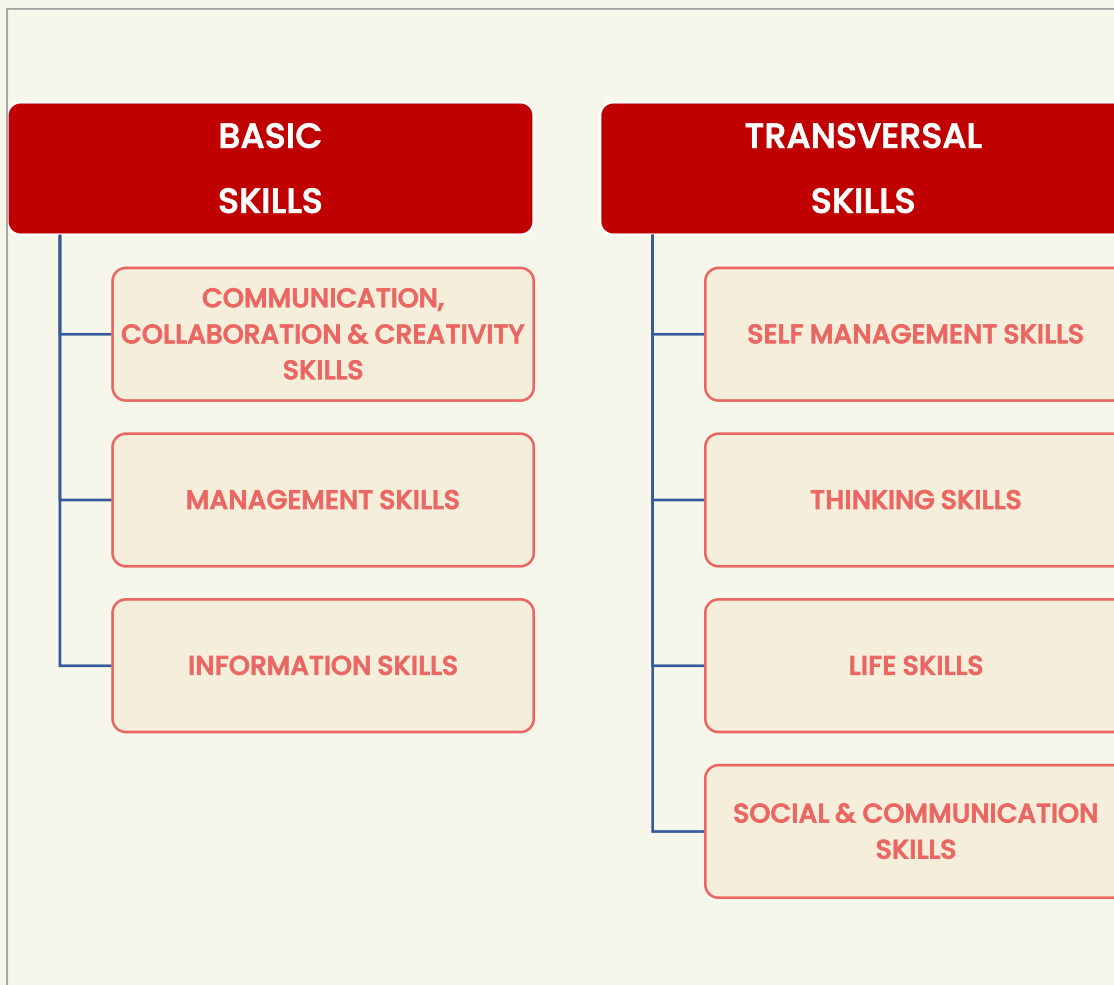 BASIC
SKILLS
COMMUNICATION,
COLLABORATION & CREATIVITY
SKILLS
MANAGEMENT SKILLS
INFORMATION SKILLS
TRANSVERSAL
SKILLS
SELF MANAGEMENT SKILLS
THINKING SKILLS
LIFE SKILLS
SOCIAL & COMMUNICATION
SKILLS